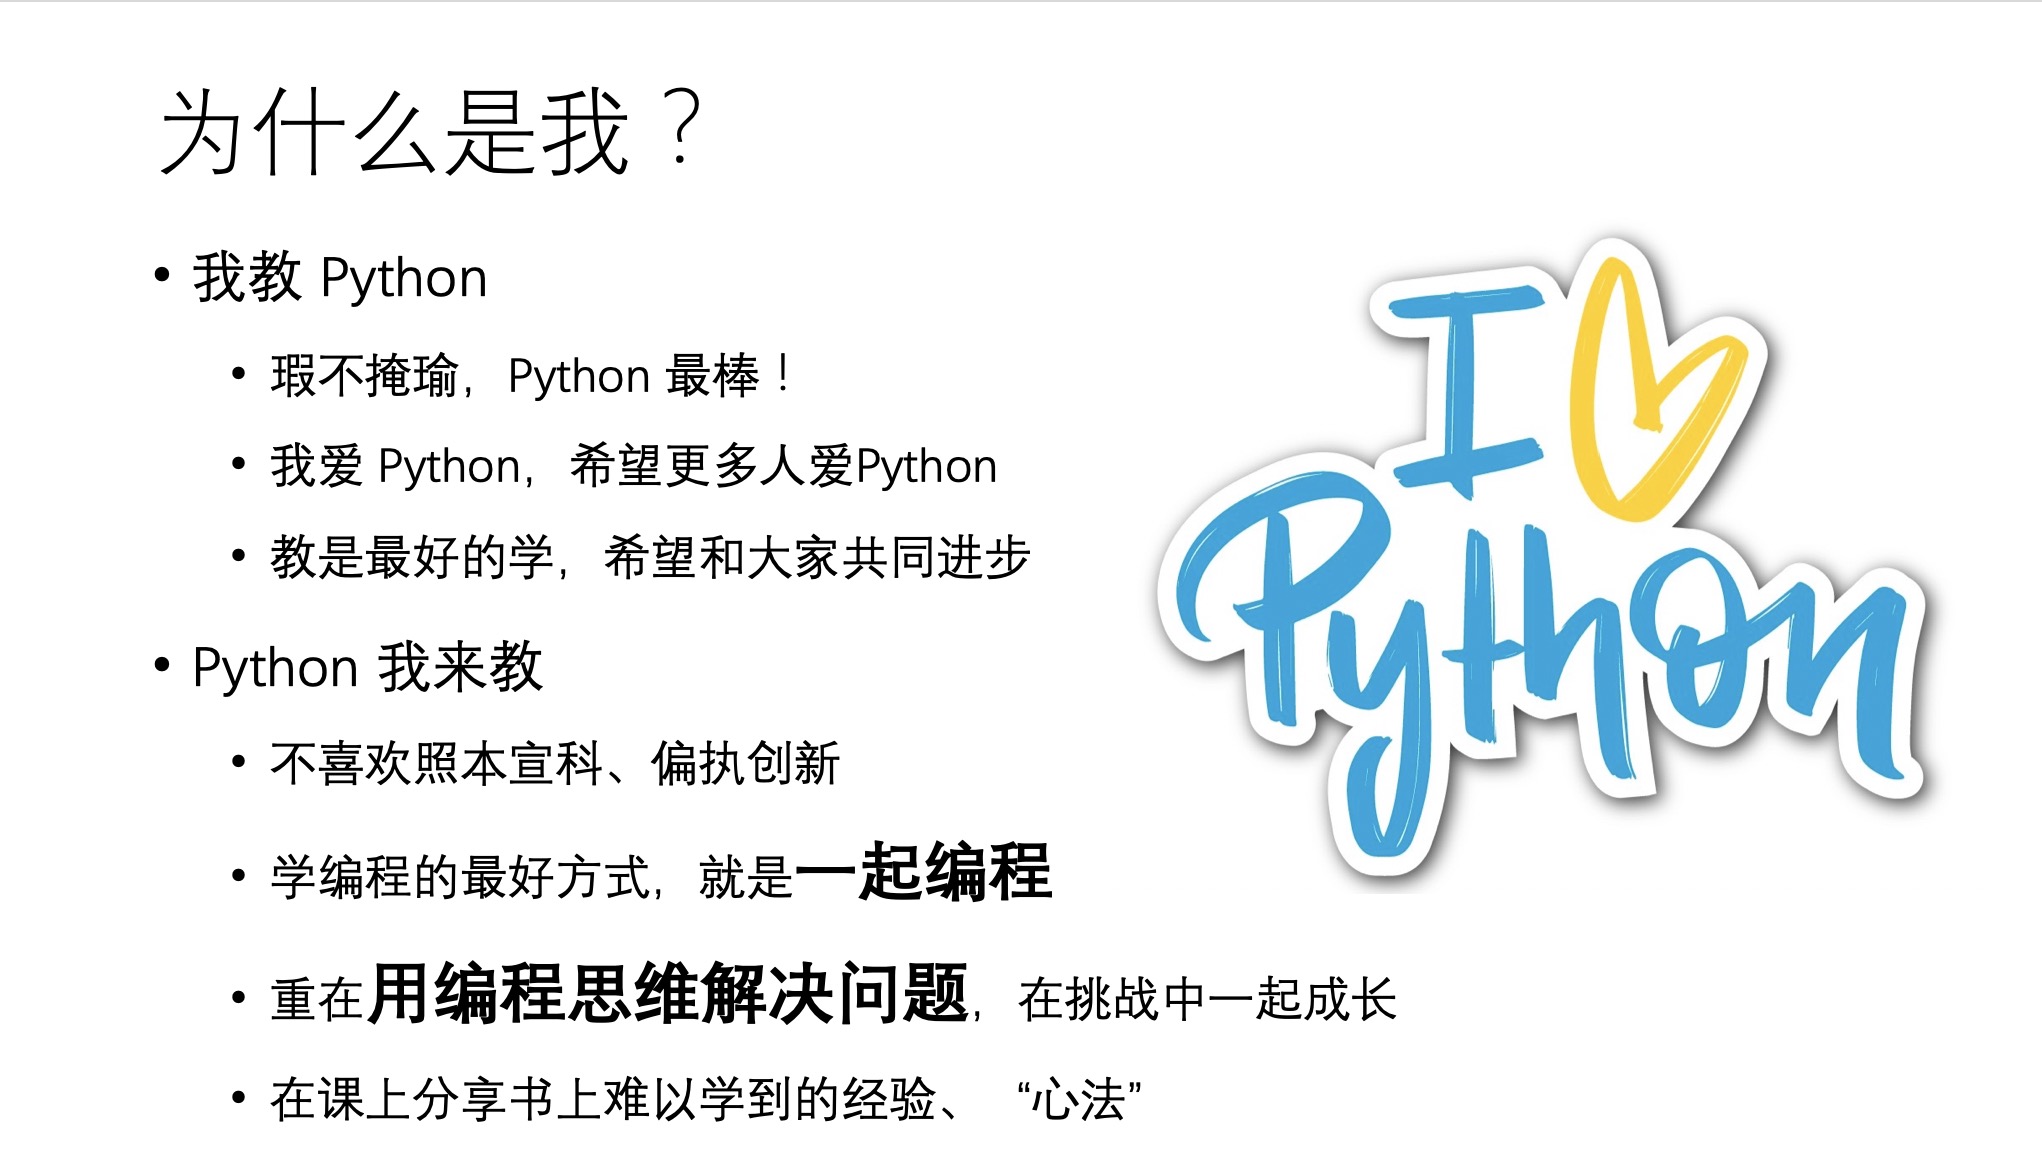 为什么是我？
• 我教 Python
• 瑕不掩瑜，Python 最棒！
• 我爱 Python，希望更多人爱Python
• 教是最好的学，希望和大家共同进步
• Python 我来教
• 不喜欢照本宣科、偏执创新
• 学编程的最好方式，就是一起编程
• 重在用编程思维解决问题，在挑战中一起成长
• 在课上分享书上难以学到的经验、 “心法”
I
Python